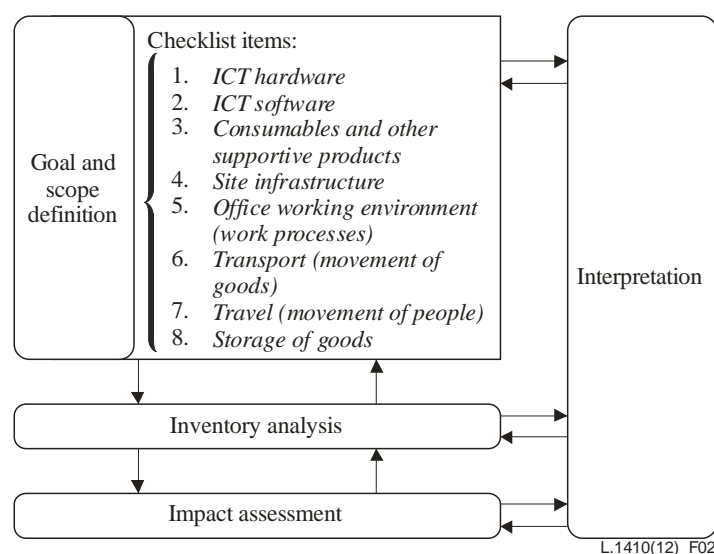 Goal and
scope
definition
Checklist items:
1. ICT hardware
2. ICT software
3. Consumables and other
supportive products
4. Site infrastructure
5. Office working environment
(work processes)
6. Transport (movement of
goods)
7. Travel (movement of people)
8. Storage of goods
Interpretation
Inventory analysis
Impact assessment
L.1410(12)_F02